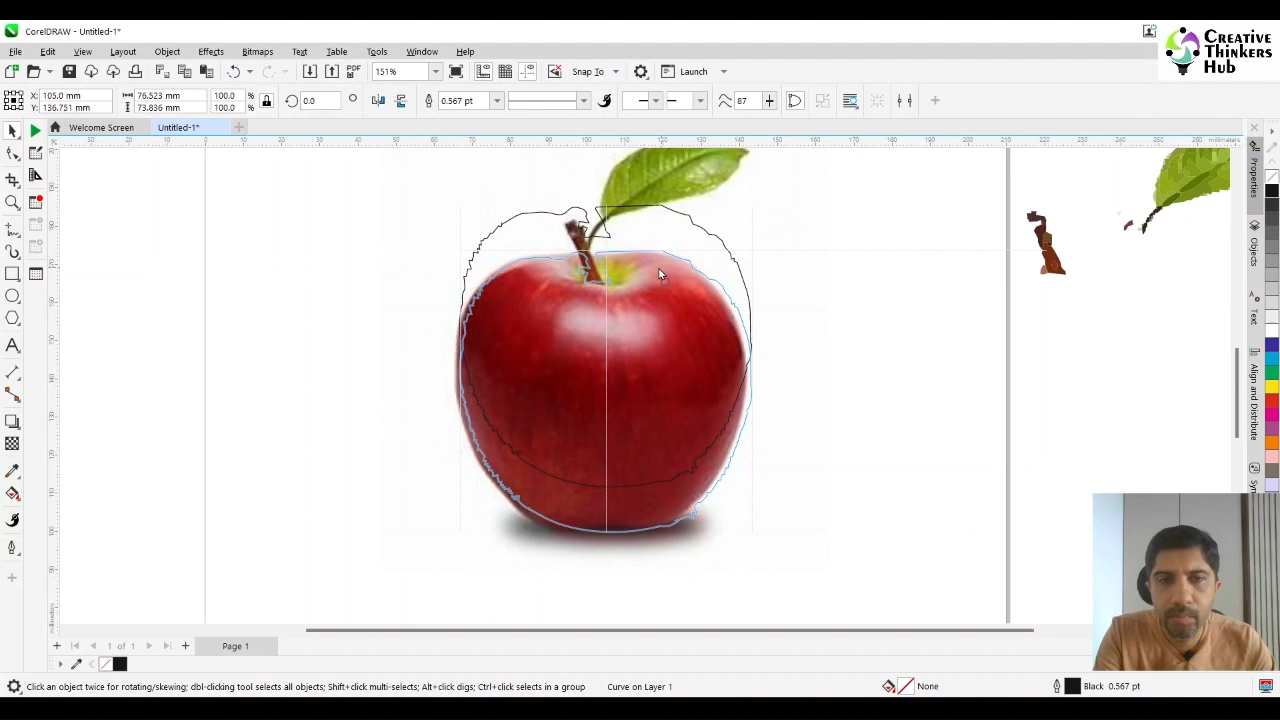 CorelDRAW - Untitled-1*
Creative
Thinkers
Hub
File Edit View Layout Object Effects Bitmaps Text Table Tools Window Help
PDF 151% Snap To Launch
X: 105.0 mm 76.523 mm 100.0 % 0.0 0.567 pt 87
Y: 136.751 mm 73.836 mm 100.0 %
Welcome Screen Untitled-1*
millimeters
Properties
Objects
Text
Align and Distribute
1 of 1 Page 1
Click an object twice for rotating/skewing; dbl-clicking tool selects all objects; Shift+click multi-selects; Alt+click digs; Ctrl+click selects in a group Curve on Layer 1 None Black 0.567 pt